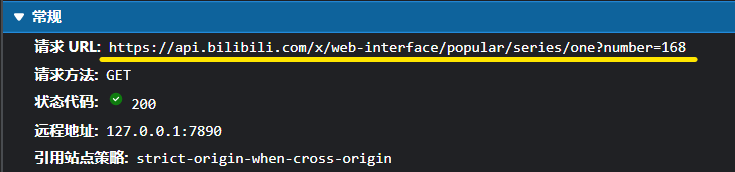 常规
请求 URL: https://api.bilibili.com/x/web-interface/popular/series/one?number=168
请求方法: GET
状态代码: 200
远程地址: 127.0.0.1:7890
引用站点策略: strict-origin-when-cross-origin